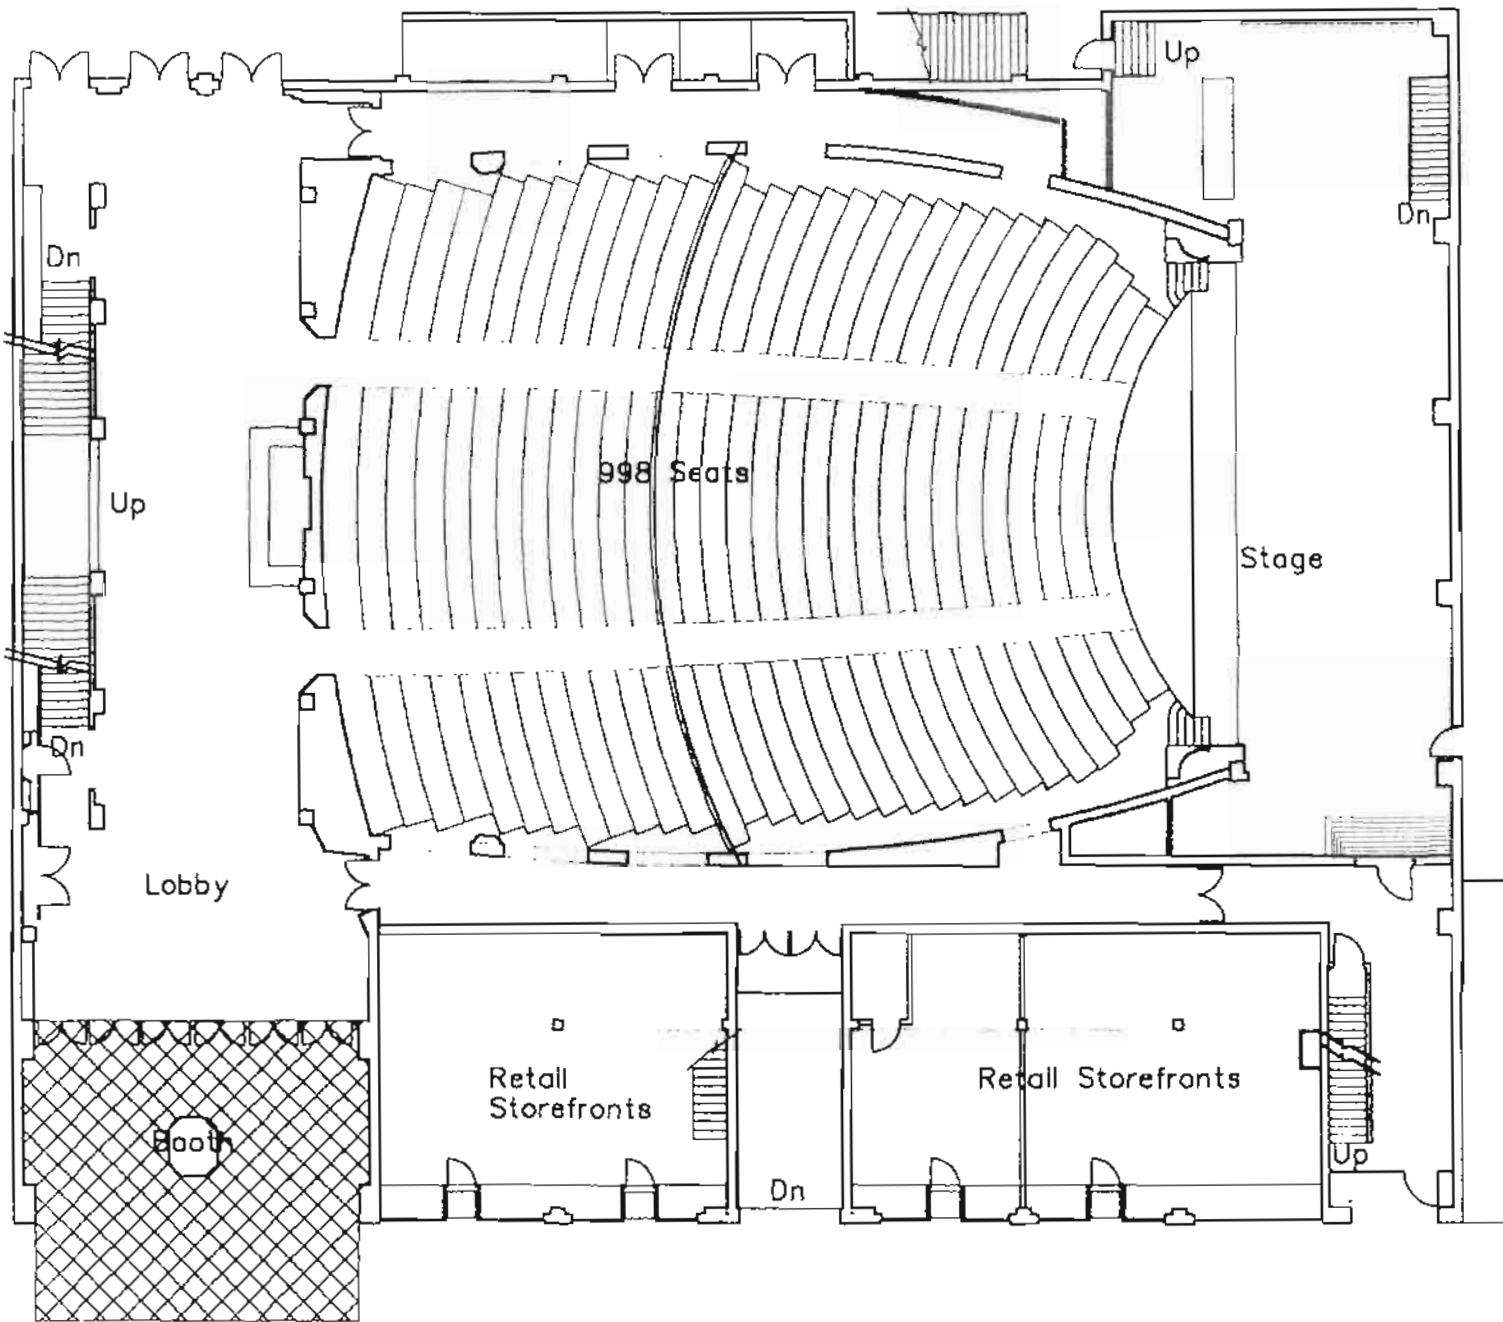 Up
Dn
Dn
998 Seats
Up
Stage
Dn
Lobby
Retail
Storefronts
Retail Storefronts
Booth
Up
Dn